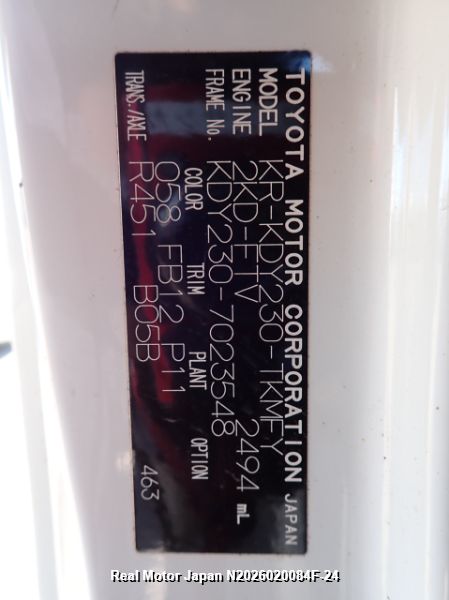 TOYOTA MOTOR CORPORATION JAPAN
MODEL KR-KDY230-TKMEY
ENGINE 2KD-FTV 2494 mL
FRAME No. KDY230-7023548
COLOR TRIM PLANT OPTION
058 FB12 P11
TRANS./AXLE R451 B05B 463
Real Motor Japan N2026020084F-24